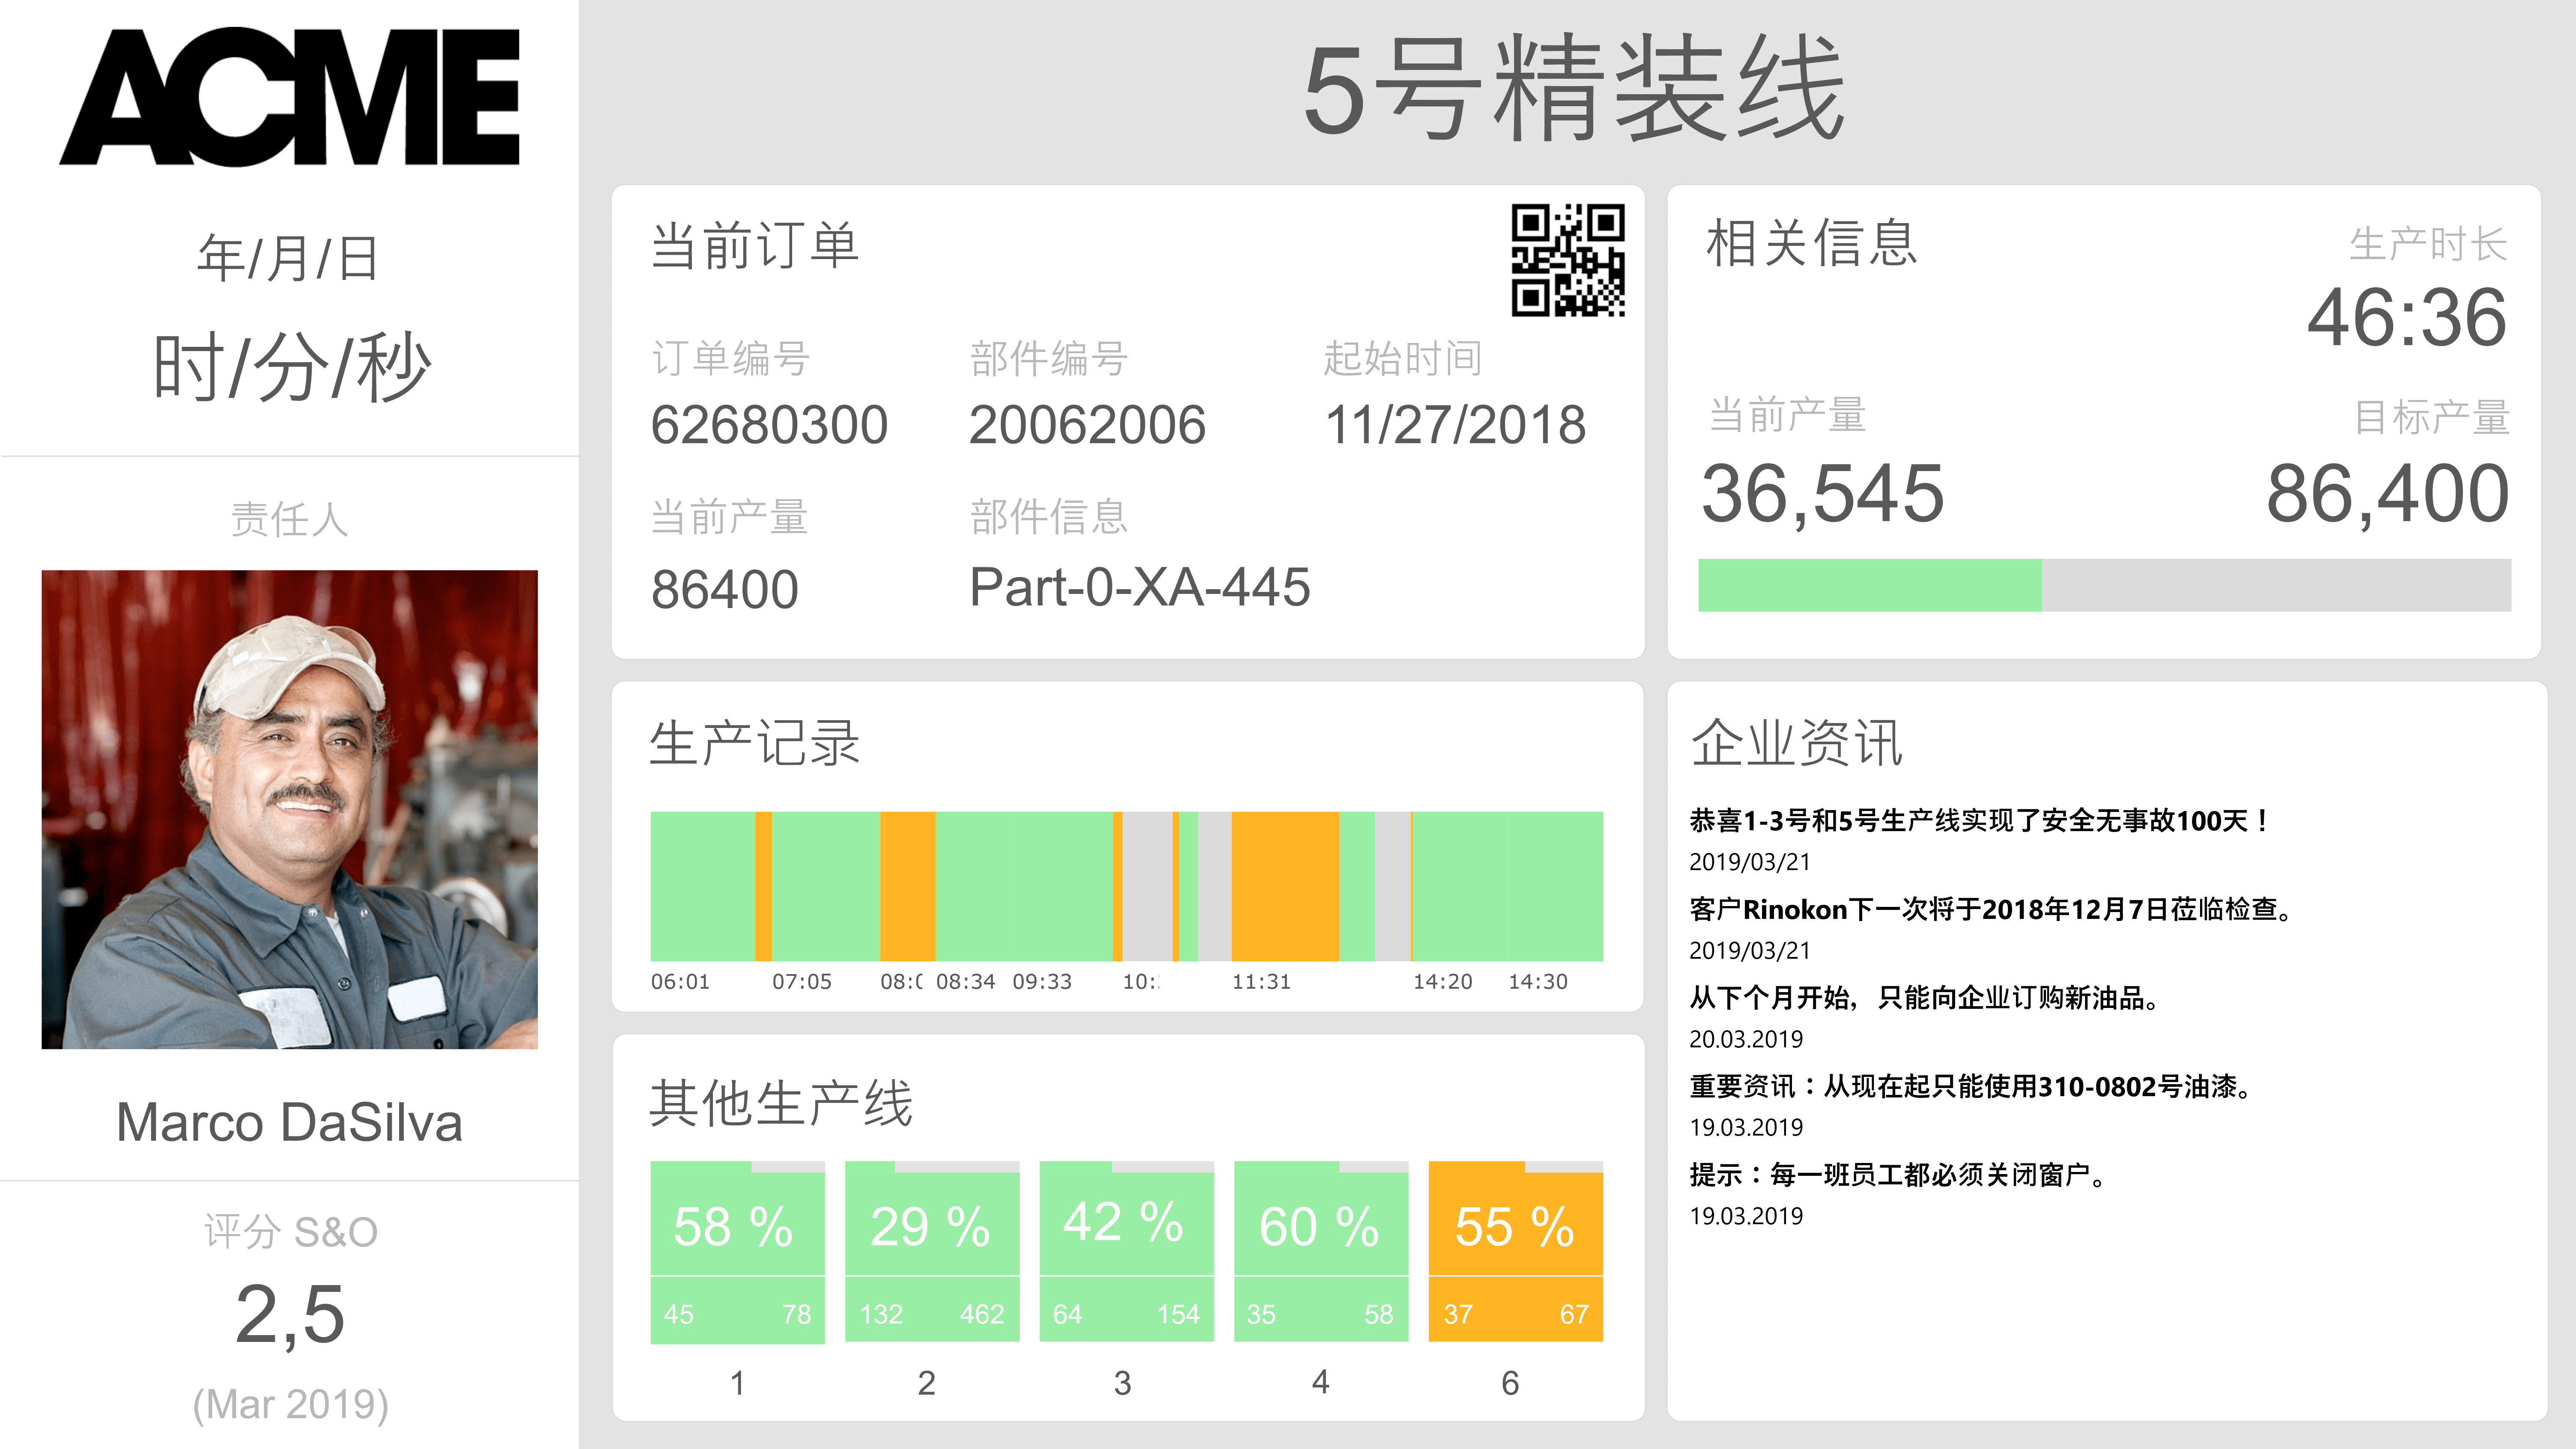 ACME
年/月/日
时/分/秒
责任人
Marco DaSilva
评分 S&O
2,5
(Mar 2019)
5号精装线
当前订单
订单编号 部件编号 起始时间
62680300 20062006 11/27/2018
当前产量 部件信息
86400 Part-0-XA-445
相关信息
生产时长
46:36
当前产量 目标产量
36,545 86,400
生产记录
06:01 07:05 08:34 09:33 10: 11:31 14:20 14:30
其他生产线
58 % 29 % 42 % 60 % 55 %
45 78 132 462 64 154 35 58 37 67
1 2 3 4 6
企业资讯
恭喜1-3号和5号生产线实现了安全无事故100天！
2019/03/21
客户Rinokon下一次将于2018年12月7日莅临检查。
2019/03/21
从下个月开始，只能向企业订购新油品。
20.03.2019
重要资讯：从现在起只能使用310-0802号油漆。
19.03.2019
提示：每一班员工都必须关闭窗户。
19.03.2019